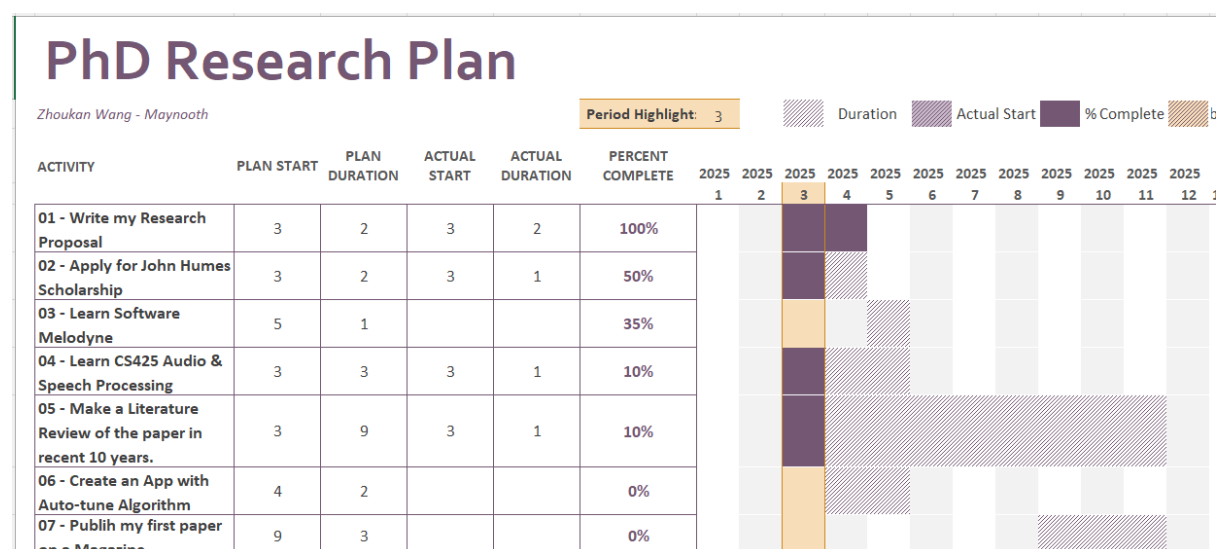 PhD Research Plan
Zhoukan Wang - Maynooth
Period Highlight: 3
Duration
Actual Start
% Complete
ACTIVITY
PLAN START
PLAN
DURATION
ACTUAL
START
ACTUAL
DURATION
PERCENT
COMPLETE
2025 2025 2025 2025 2025 2025 2025 2025 2025 2025 2025 2025
1 2 3 4 5 6 7 8 9 10 11 12
01 - Write my Research
Proposal
3 2 3 2 100%
02 - Apply for John Humes
Scholarship
3 2 3 1 50%
03 - Learn Software
Melodyne
5 1 35%
04 - Learn CS425 Audio &
Speech Processing
3 3 3 1 10%
05 - Make a Literature
Review of the paper in
recent 10 years.
3 9 3 1 10%
06 - Create an App with
Auto-tune Algorithm
4 2 0%
07 - Publih my first paper
on a Magazine
9 3 0%